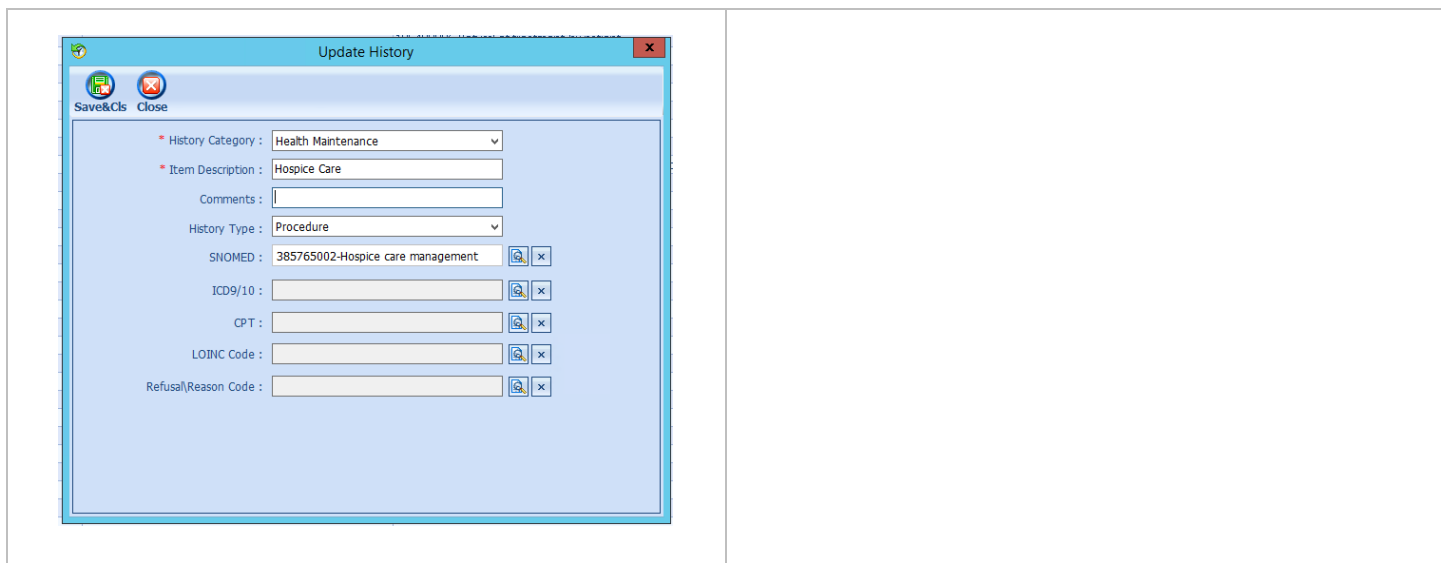 Update History
x
Save&Cls Close
* History Category : Health Maintenance
* Item Description : Hospice Care
Comments :
History Type : Procedure
SNOMED : 385765002-Hospice care management
ICD9/10 :
CPT :
LOINC Code :
Refusal\Reason Code :